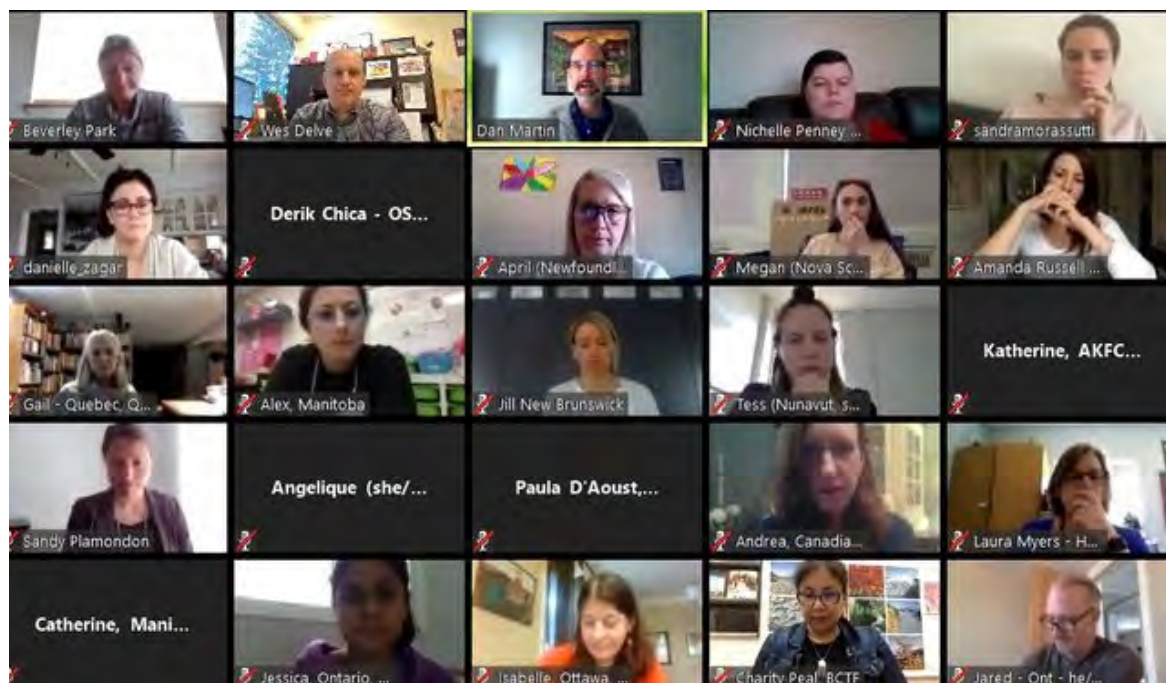 Beverley Park
Wes Delve
Dan Martin
Nichelle Penney ...
sandramorassutti
danielle_zagar
Derik Chica - OS...
April (Newfoundl...
Megan (Nova Sc...
Amanda Russell ...
Gail - Quebec, Q...
Alex, Manitoba
Jill New Brunswick
Tess (Nunavut, s...
Katherine, AKFC...
Sandy Plamondon
Angelique (she/...
Paula D'Aoust,...
Andrea, Canadia...
Laura Myers - H...
Catherine, Mani...
Jessica, Ontario, ...
Isabelle, Ottawa, ...
Charity Peal, BCTF
Jared - Ont - he/...